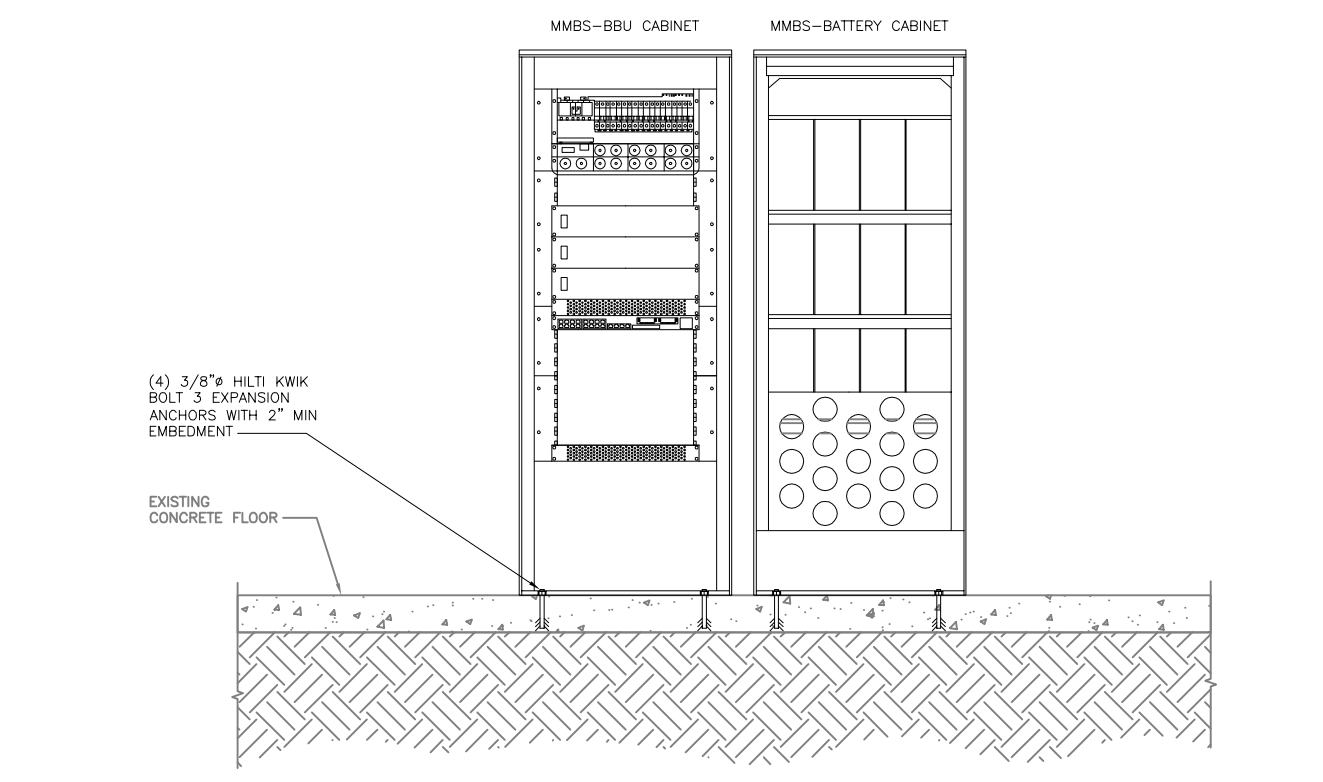 MMBS-BBU CABINET
MMBS-BATTERY CABINET
(4) 3/8"ø HILTI KWIK
BOLT 3 EXPANSION
ANCHORS WITH 2" MIN
EMBEDMENT
EXISTING
CONCRETE FLOOR